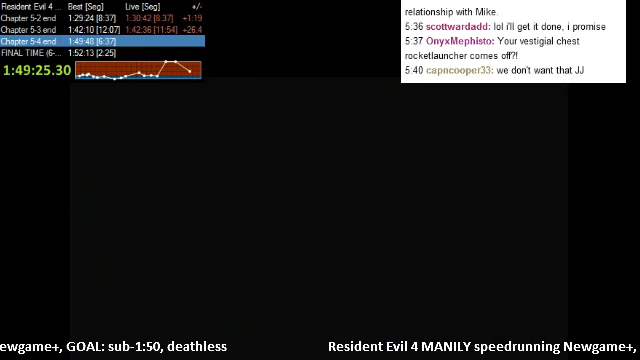 Resident Evil 4 ... Best [Seg] Live [Seg] +/-
Chapter 5-2 end 1:29:24 [8:37] 1:30:42 [8:37] +1:19
Chapter 5-3 end 1:42:10 [12:07] 1:42:36 [11:54] +26.4
Chapter 5-4 end 1:49:48 [6:37]
FINAL TIME (6-... 1:52:13 [2:25]
1:49:25.30
relationship with Mike.
5:36 scottwardadd: lol i'll get it done, i promise
5:37 OnyxMephisto: Your vestigial chest
rocketlauncher comes off?!
5:40 capncooper33: we don't want that JJ
ewgame+, GOAL: sub-1:50, deathless Resident Evil 4 MANILY speedrunning Newgame+,